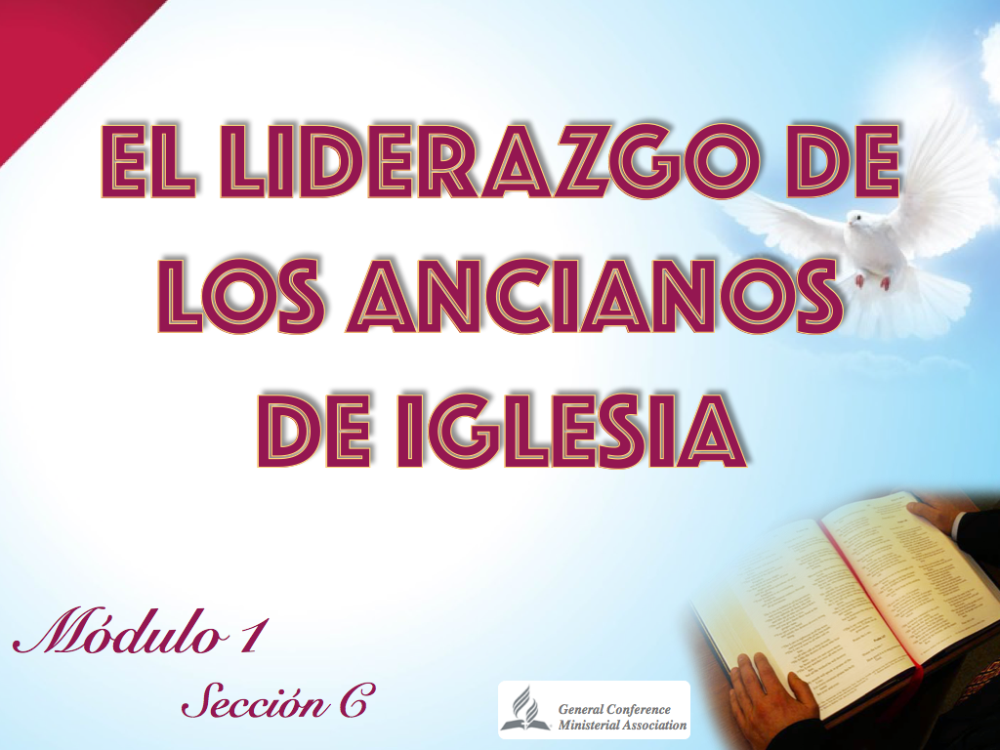 EL LIDERAZGO DE
LOS ANCIANOS
DE IGLESIA
Módulo 1
Sección C
General Conference
Ministerial Association